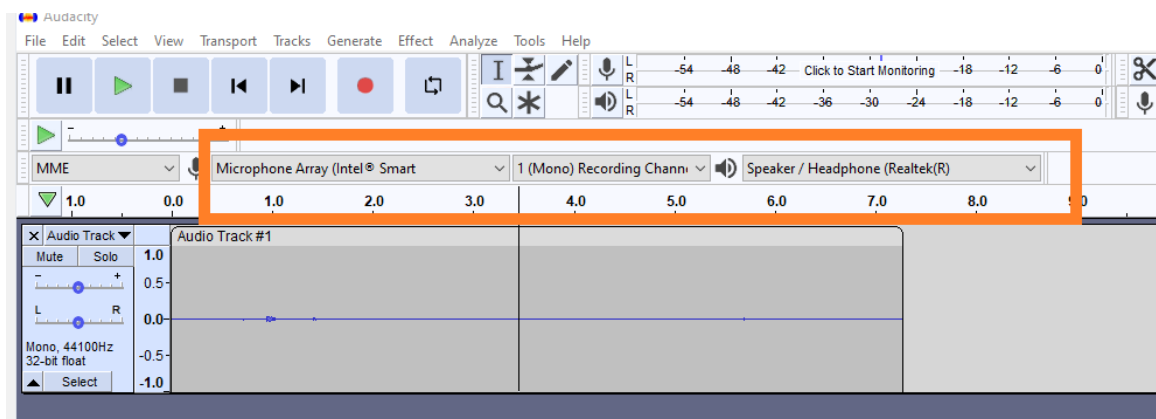 Audacity
File Edit Select View Transport Tracks Generate Effect Analyze Tools Help
L R -54 -48 -42 Click to Start Monitoring -18 -12 -6 0
L R -54 -48 -42 -36 -30 -24 -18 -12 -6 0
- +
MME Microphone Array (Intel® Smart 1 (Mono) Recording Chann Speaker / Headphone (Realtek(R)
1.0 0.0 1.0 2.0 3.0 4.0 5.0 6.0 7.0 8.0
X Audio Track Audio Track #1
Mute Solo 1.0
- + 0.5
L R 0.0
Mono, 44100Hz
32-bit float -0.5
Select -1.0